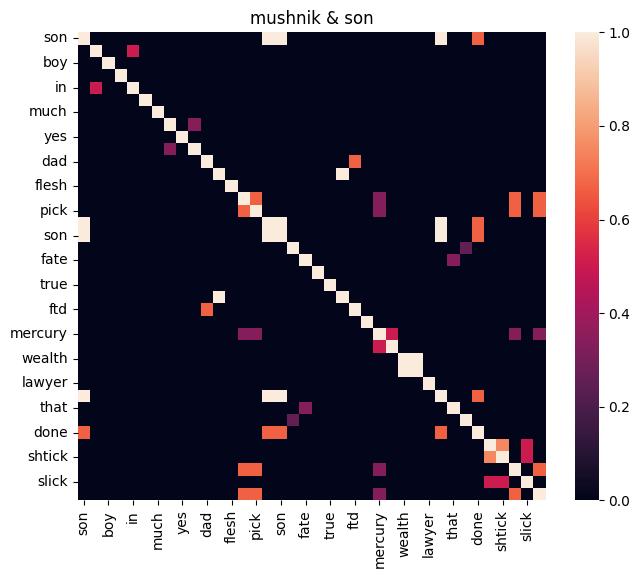 mushnik & son
son
boy
in
much
yes
dad
flesh
pick
son
fate
true
ftd
mercury
wealth
lawyer
that
done
shtick
slick
1.0
0.8
0.6
0.4
0.2
0.0
son
boy
in
much
yes
dad
flesh
pick
son
fate
true
ftd
mercury
wealth
lawyer
that
done
shtick
slick